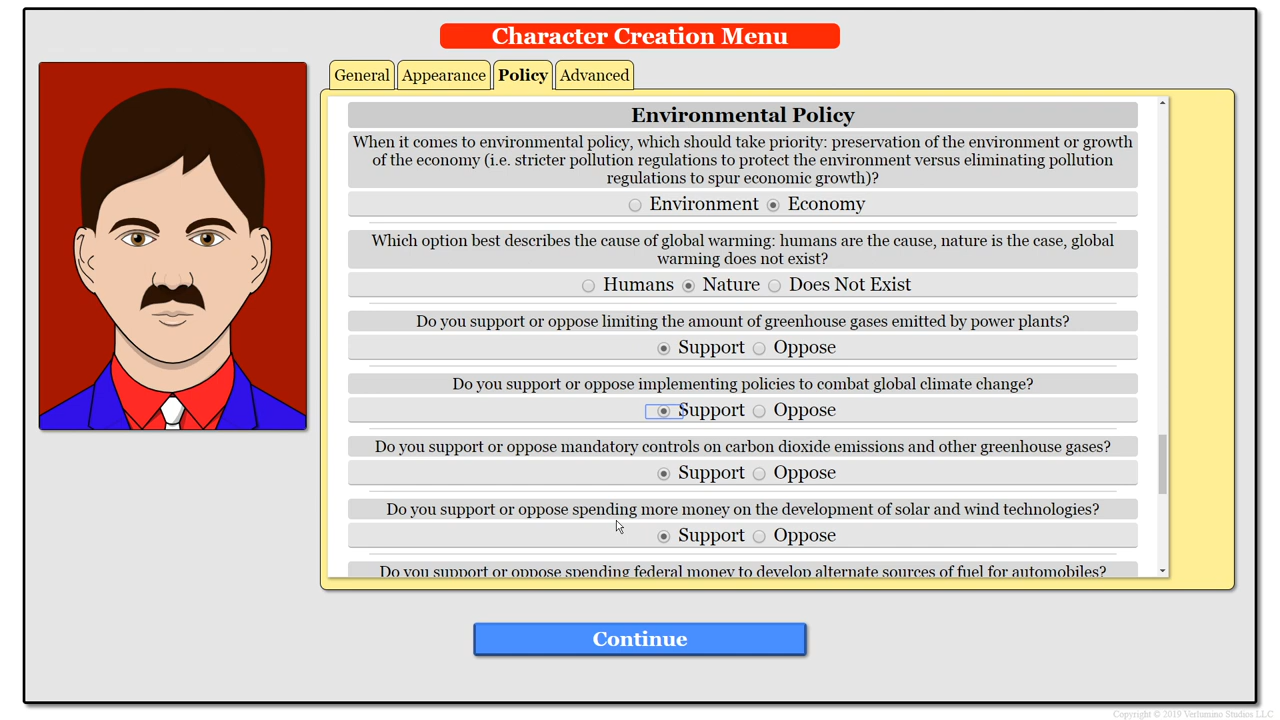 Character Creation Menu
General
Appearance
Policy
Advanced
Environmental Policy
When it comes to environmental policy, which should take priority: preservation of the environment or growth
of the economy (i.e. stricter pollution regulations to protect the environment versus eliminating pollution
regulations to spur economic growth)?
Environment Economy
Which option best describes the cause of global warming: humans are the cause, nature is the case, global
warming does not exist?
Humans Nature Does Not Exist
Do you support or oppose limiting the amount of greenhouse gases emitted by power plants?
Support Oppose
Do you support or oppose implementing policies to combat global climate change?
Support Oppose
Do you support or oppose mandatory controls on carbon dioxide emissions and other greenhouse gases?
Support Oppose
Do you support or oppose spending more money on the development of solar and wind technologies?
Support Oppose
Do you support or oppose spending federal money to develop alternate sources of fuel for automobiles?
Continue
Copyright © 2019 Verlumino Studios LLC